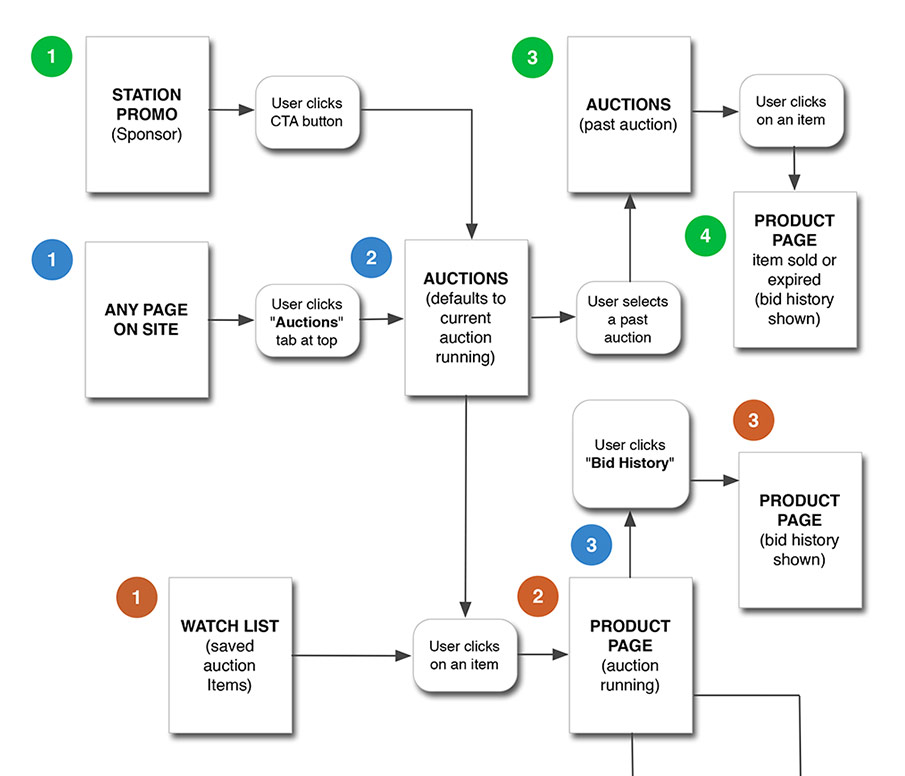 1
STATION
PROMO
(Sponsor)
User clicks
CTA button
3
AUCTIONS
(past auction)
User clicks
on an item
4
PRODUCT
PAGE
item sold or
expired
(bid history
shown)
1
ANY PAGE
ON SITE
User clicks
"Auctions"
tab at top
2
AUCTIONS
(defaults to
current
auction
running)
User selects
a past
auction
User clicks
"Bid History"
3
PRODUCT
PAGE
(bid history
shown)
3
1
WATCH LIST
(saved
auction
Items)
User clicks
on an item
2
PRODUCT
PAGE
(auction
running)